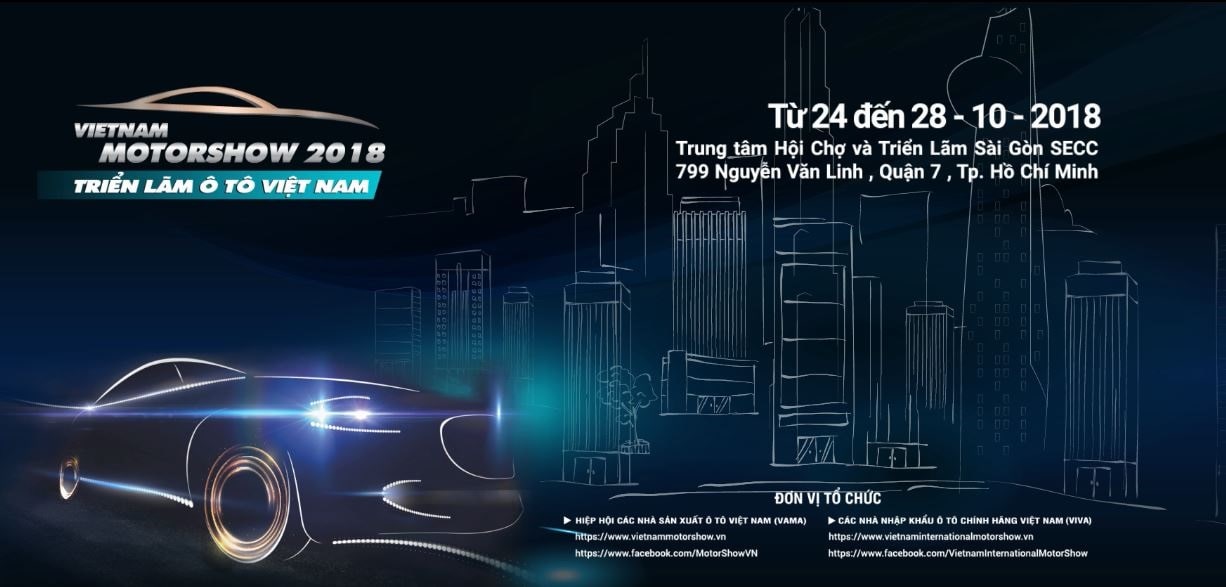 VIETNAM
MOTORSHOW 2018
TRIỂN LÃM Ô TÔ VIỆT NAM
Từ 24 đến 28 - 10 - 2018
Trung tâm Hội Chợ và Triển Lãm Sài Gòn SECC
799 Nguyễn Văn Linh , Quận 7 , Tp. Hồ Chí Minh
ĐƠN VỊ TỔ CHỨC
▶ HIỆP HỘI CÁC NHÀ SẢN XUẤT Ô TÔ VIỆT NAM (VAMA)
https://www.vietnammotorshow.vn
https://www.facebook.com/MotorShowVN
▶ CÁC NHÀ NHẬP KHẨU Ô TÔ CHÍNH HÃNG VIỆT NAM (VIVA)
https://www.vietnaminternationalmotorshow.vn
https://www.facebook.com/VietnamInternationalMotorShow